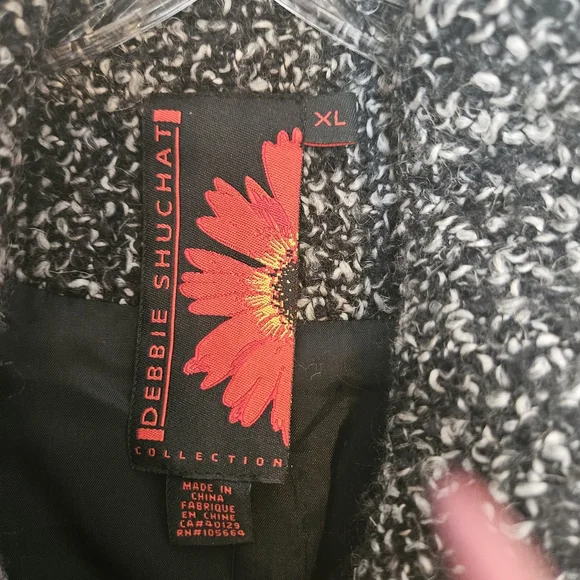 XL
DEBBIE SHUCHAT
COLLECTION
MADE IN
CHINA
FABRIQUE
EN CHINE
CA#40129
RN#105664